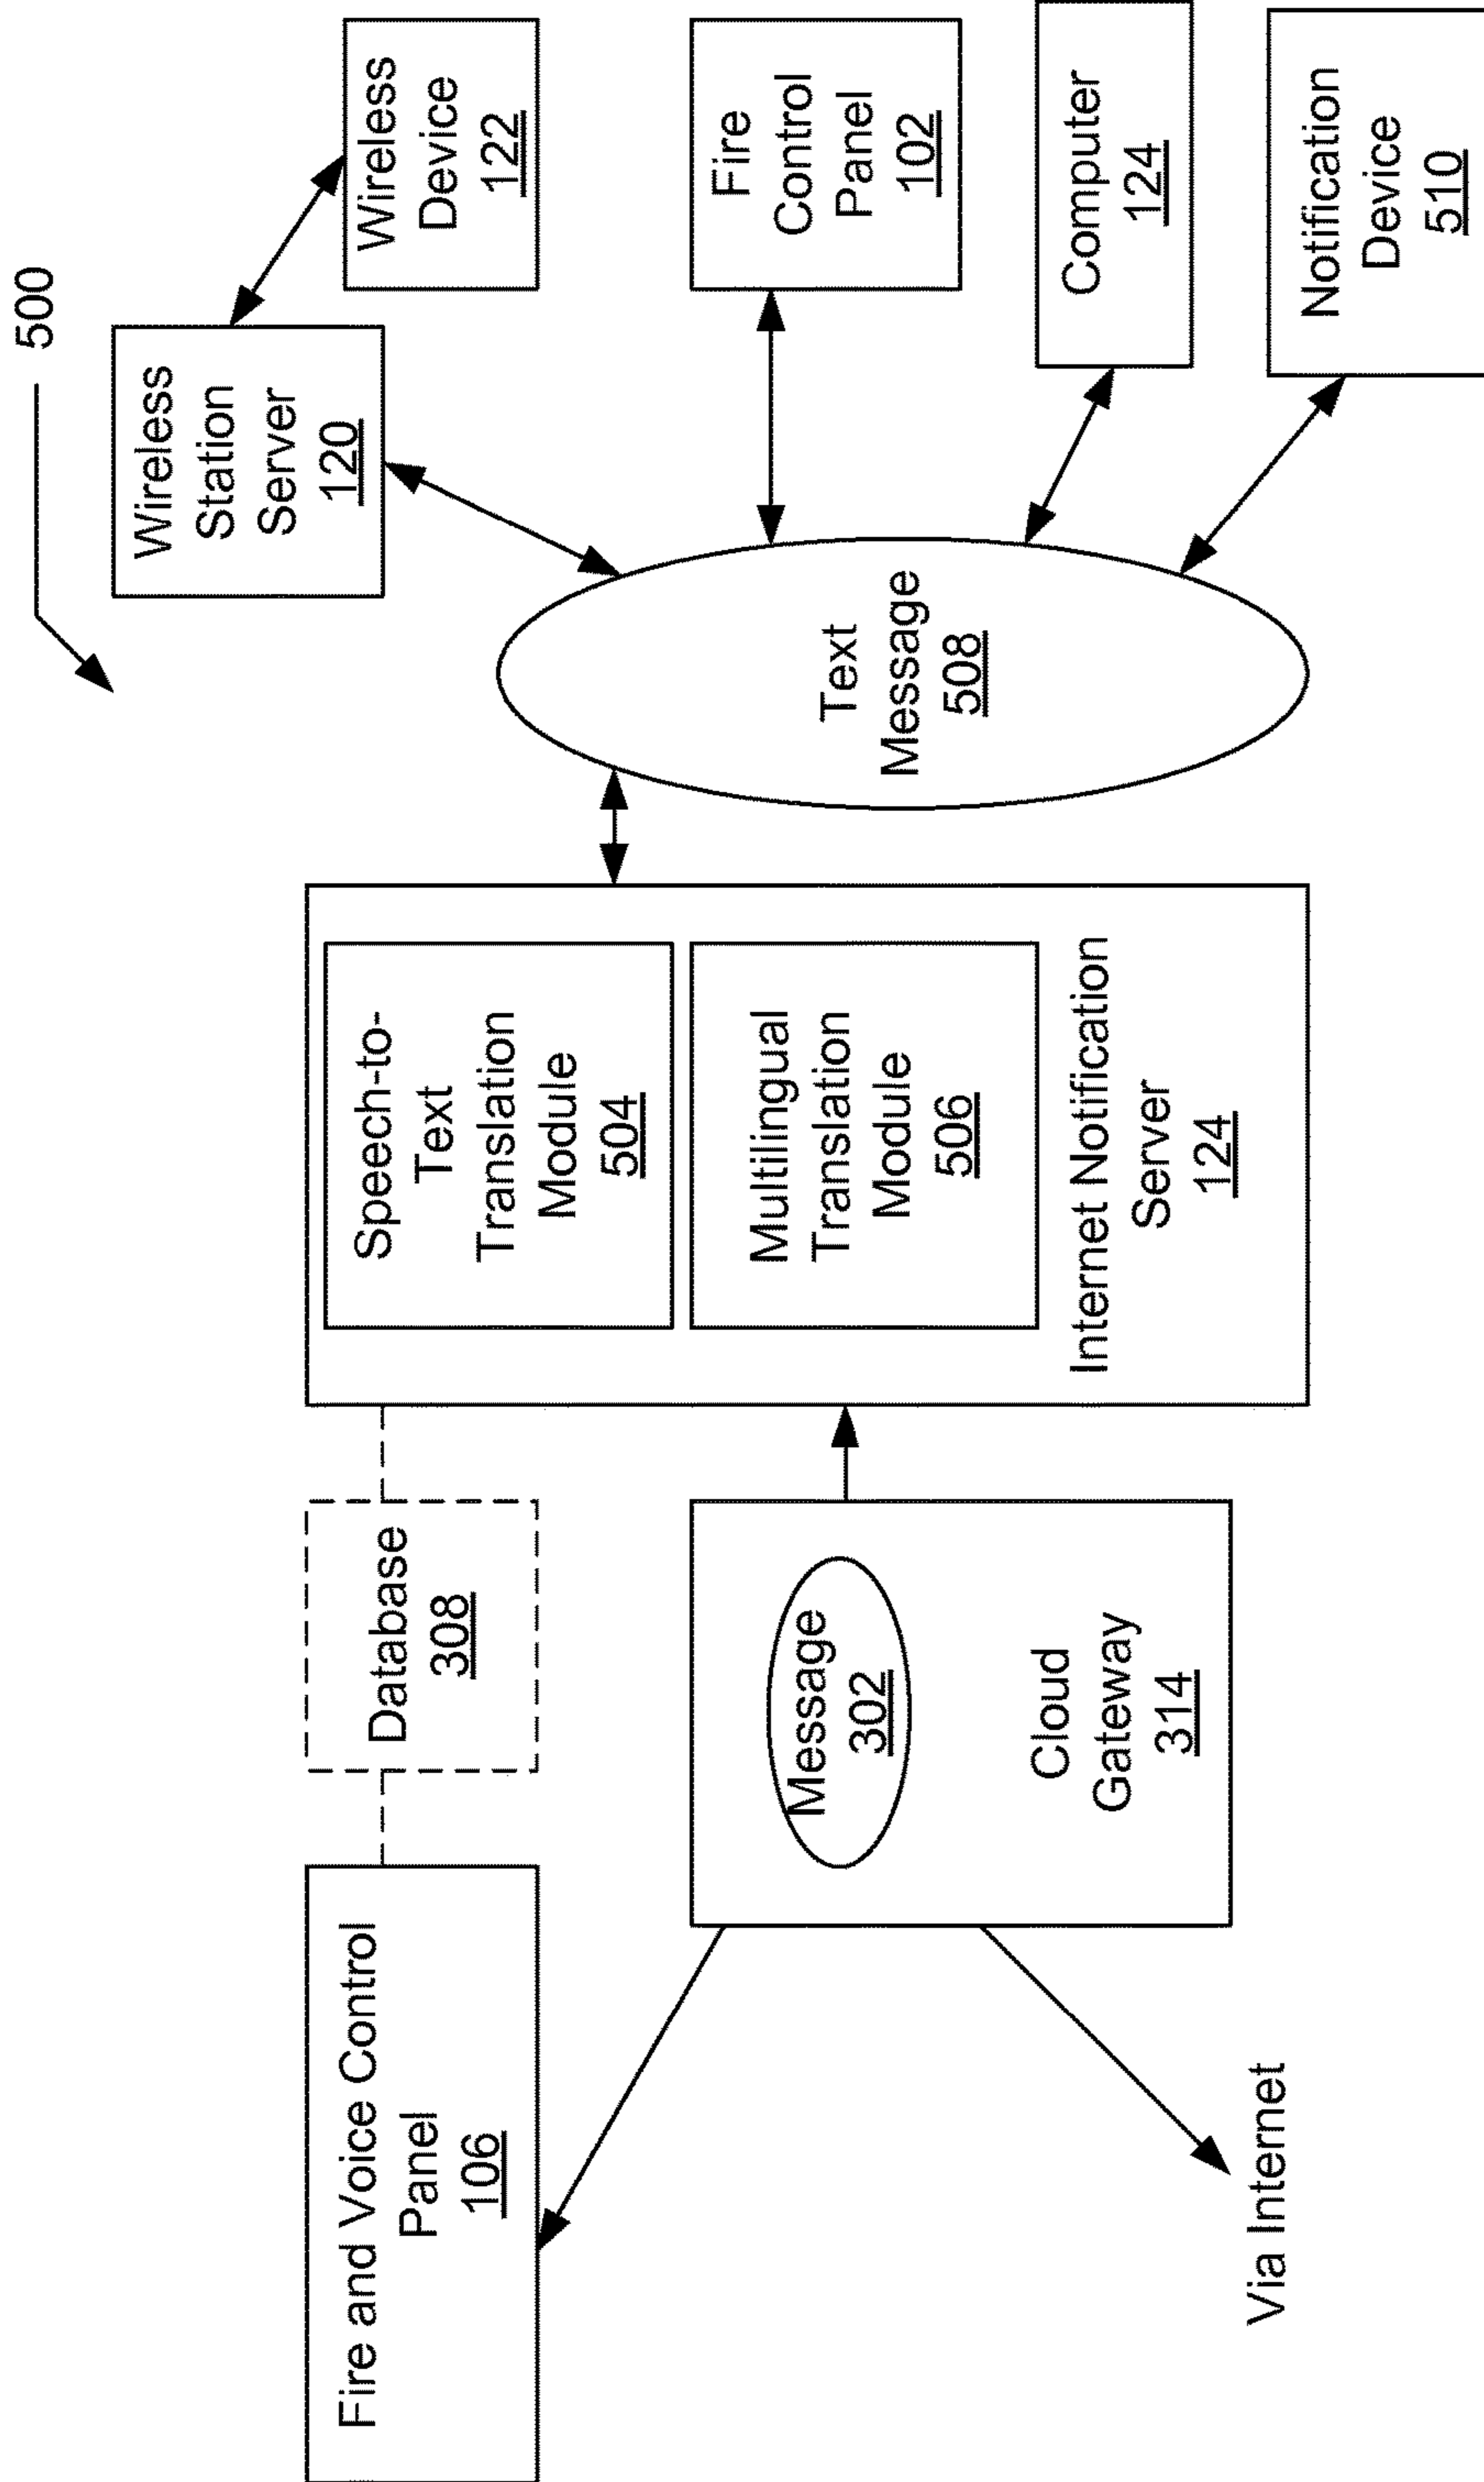 500
Fire and Voice Control
Panel
106
Database
308
Speech-to-
Text
Translation
Module
504
Multilingual
Translation
Module
506
Internet Notification
Server
124
Message
302
Cloud
Gateway
314
Via Internet
Text
Message
508
Wireless
Station
Server
120
Wireless
Device
122
Fire
Control
Panel
102
Computer
124
Notification
Device
510